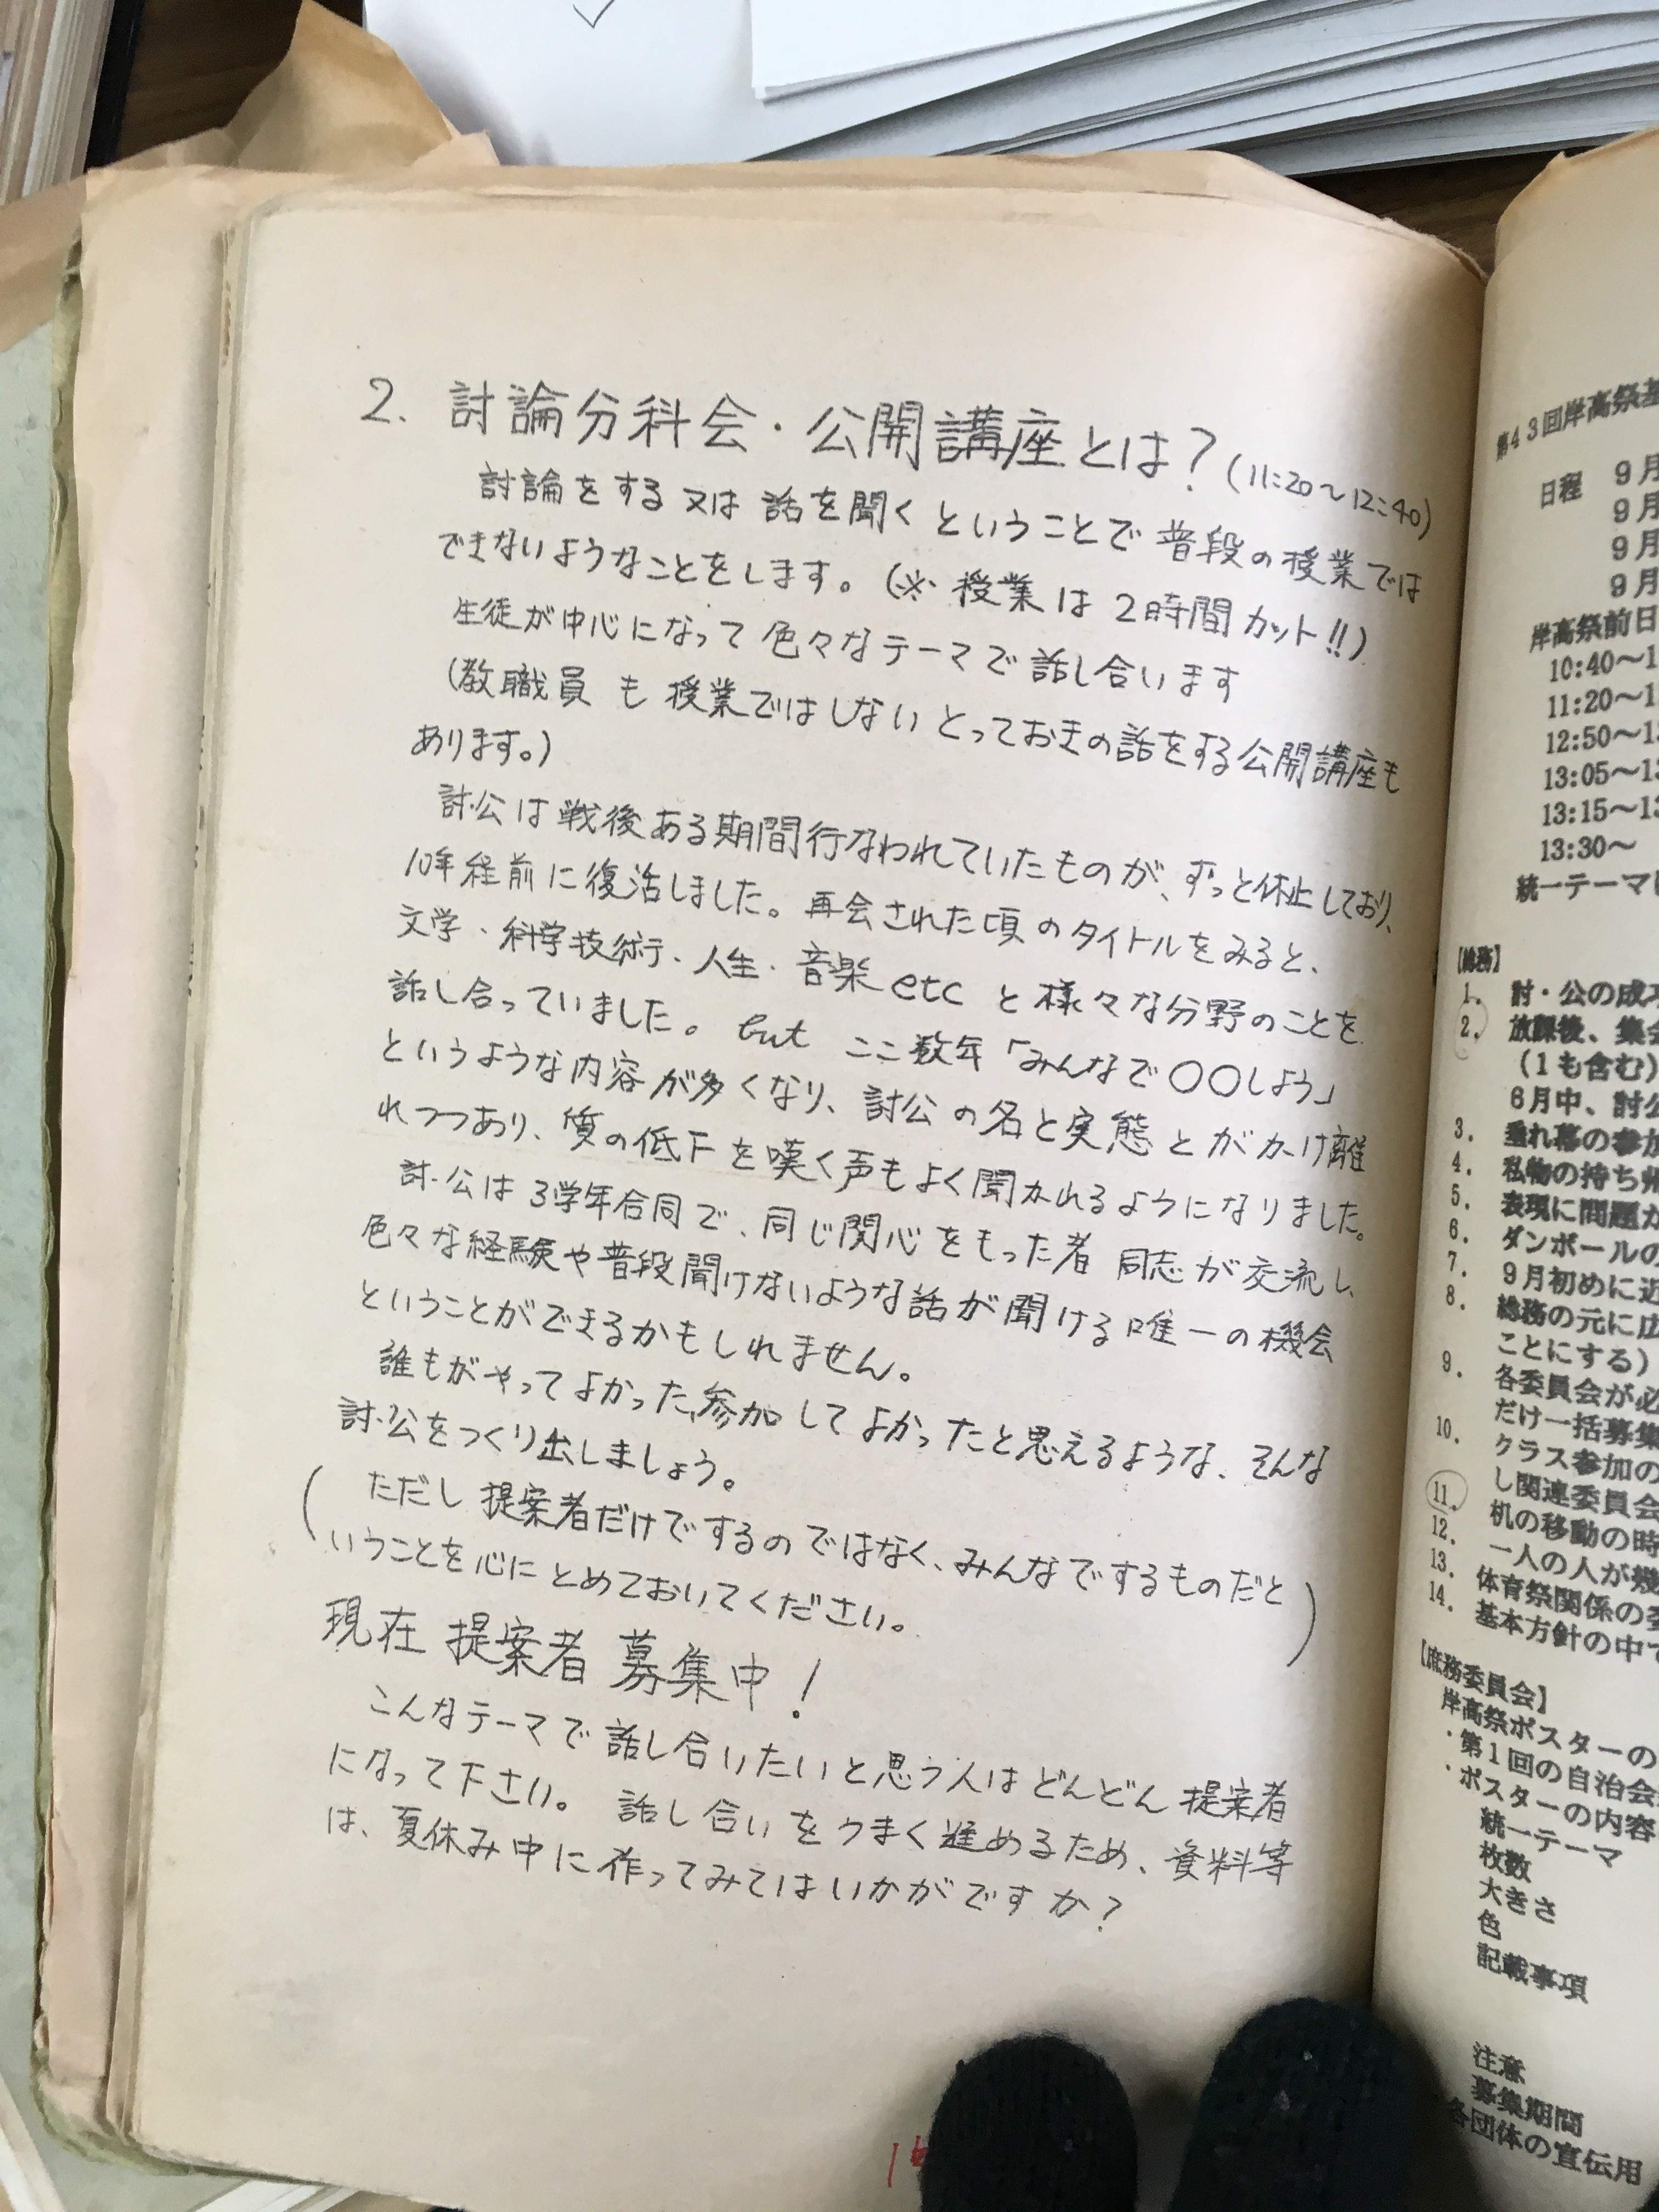 2. 討論分科会・公開講座とは？(11:20〜12:40)
討論をする又は話を聞くということで普段の授業では
できないようなことをします。(※授業は2時間カット!!)
生徒が中心になって色々なテーマで話し合います
(教職員も授業ではしないとっておきの話をする公開講座も
あります。)
討・公は戦後ある期間行なわれていたものが、ずっと休止しており、
10年程前に復活しました。再会された頃のタイトルをみると、
文学・科学技術・人生・音楽etcと様々な分野のことを
話し合っていました。but ここ数年「みんなで〇〇しよう」
というような内容が多くなり、討公の名と実態とがかけ離
れつつあり、質の低下を嘆く声もよく聞かれるようになりました。
討・公は3学年合同で、同じ関心をもった者同志が交流し、
色々な経験や普段聞けないような話が聞ける唯一の機会
ということができるかもしれません。
誰もがやってよかった、参加してよかったと思えるような、そんな
討・公をつくり出しましょう。
(ただし提案者だけでするのではなく、みんなでするものだと
いうことを心にとめておいてください。)
現在提案者募集中！
こんなテーマで話し合いたいと思う人はどんどん提案者
になって下さい。話し合いをうまく進めるため、資料等
は、夏休み中に作ってみてはいかがですか？
第43回岸高祭基
日程 9月
9月
9月
9月
岸高祭前日
10:40〜1
11:20〜1
12:50〜13
13:05〜13
13:15〜13
13:30〜
統一テーマ
【総務】
1. 討・公の成功
2. 放課後、集会
(1も含む)
6月中、討公
3. 垂れ幕の参加
4. 私物の持ち
5. 表現に問題が
6. ダンボールの
7. 9月初めに近
8. 総務の元に広
ことにする)
9. 各委員会が必
だけ一括募集
10. クラス参加の
し関連委員会
11. 机の移動の時
12. 一人の人が幾
13. 体育祭関係の委
14. 基本方針の中で
【庶務委員会】
岸高祭ポスターの
・第1回の自治会
・ポスターの内容
統一テーマ
枚数
大きさ
色
記載事項
注意
募集期間
各団体の宣伝用